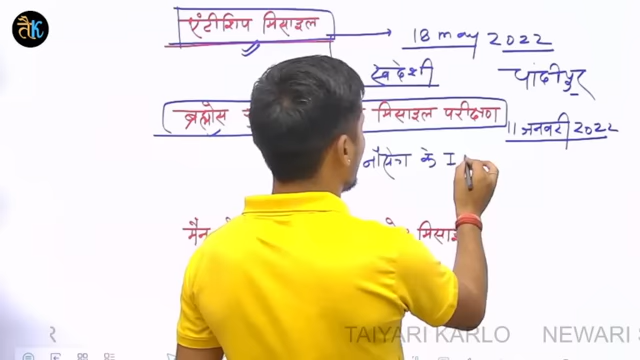 तैK
एंटीशिप मिसाइल
18 may 2022
स्वदेशी
चांदीपुर
ब्रह्मोस मिसाइल परीक्षण
11 जनवरी 2022
नौसेना के I
मिसाइल
TAIYARI KARLO NEWARI